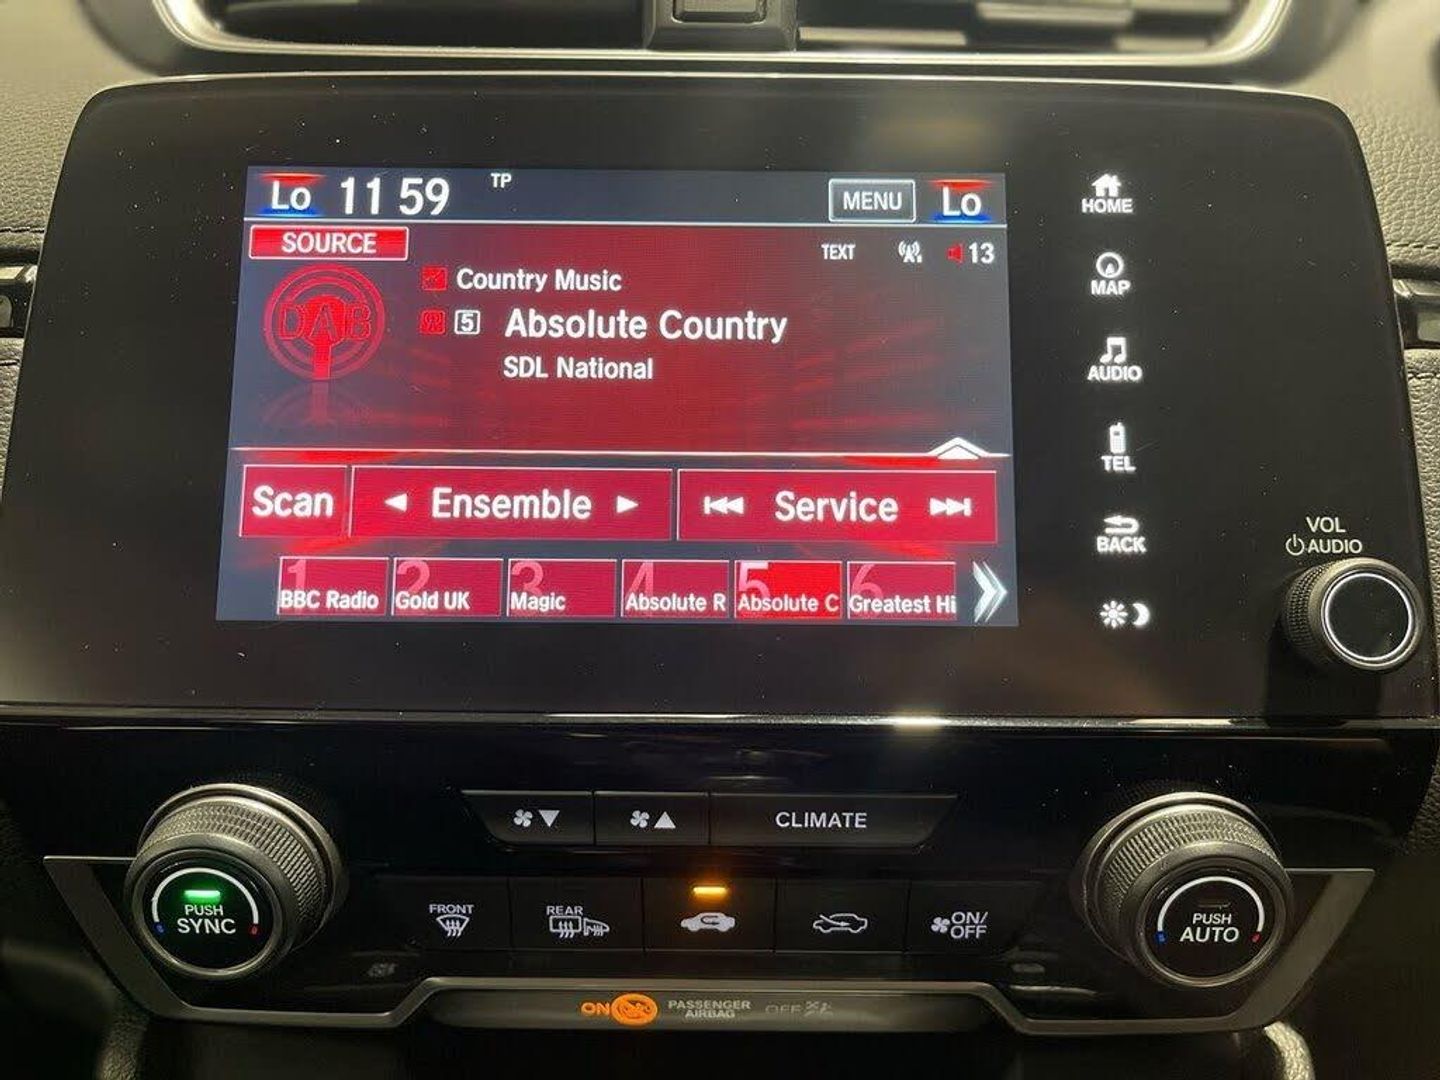 Lo 11 59 TP MENU Lo
SOURCE
TEXT 13
DAB
Country Music
5 Absolute Country
SDL National
Scan Ensemble Service
1 2 3 4 5 6
BBC Radio Gold UK Magic Absolute R Absolute C Greatest Hi
HOME
MAP
AUDIO
TEL
BACK
VOL
AUDIO
CLIMATE
PUSH
SYNC
FRONT
REAR
ON/
OFF
PUSH
AUTO
ON PASSENGER
AIRBAG OFF